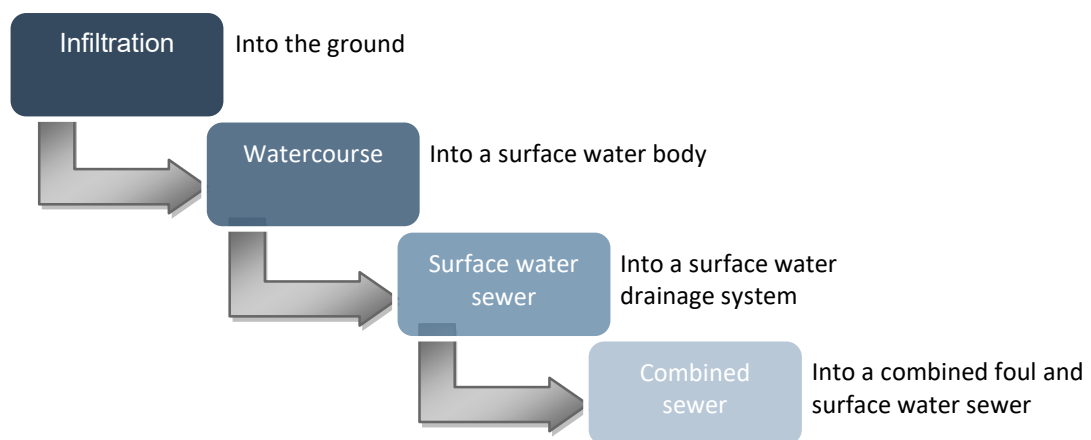 Infiltration
Into the ground
Watercourse
Into a surface water body
Surface water
sewer
Into a surface water
drainage system
Combined
sewer
Into a combined foul and
surface water sewer